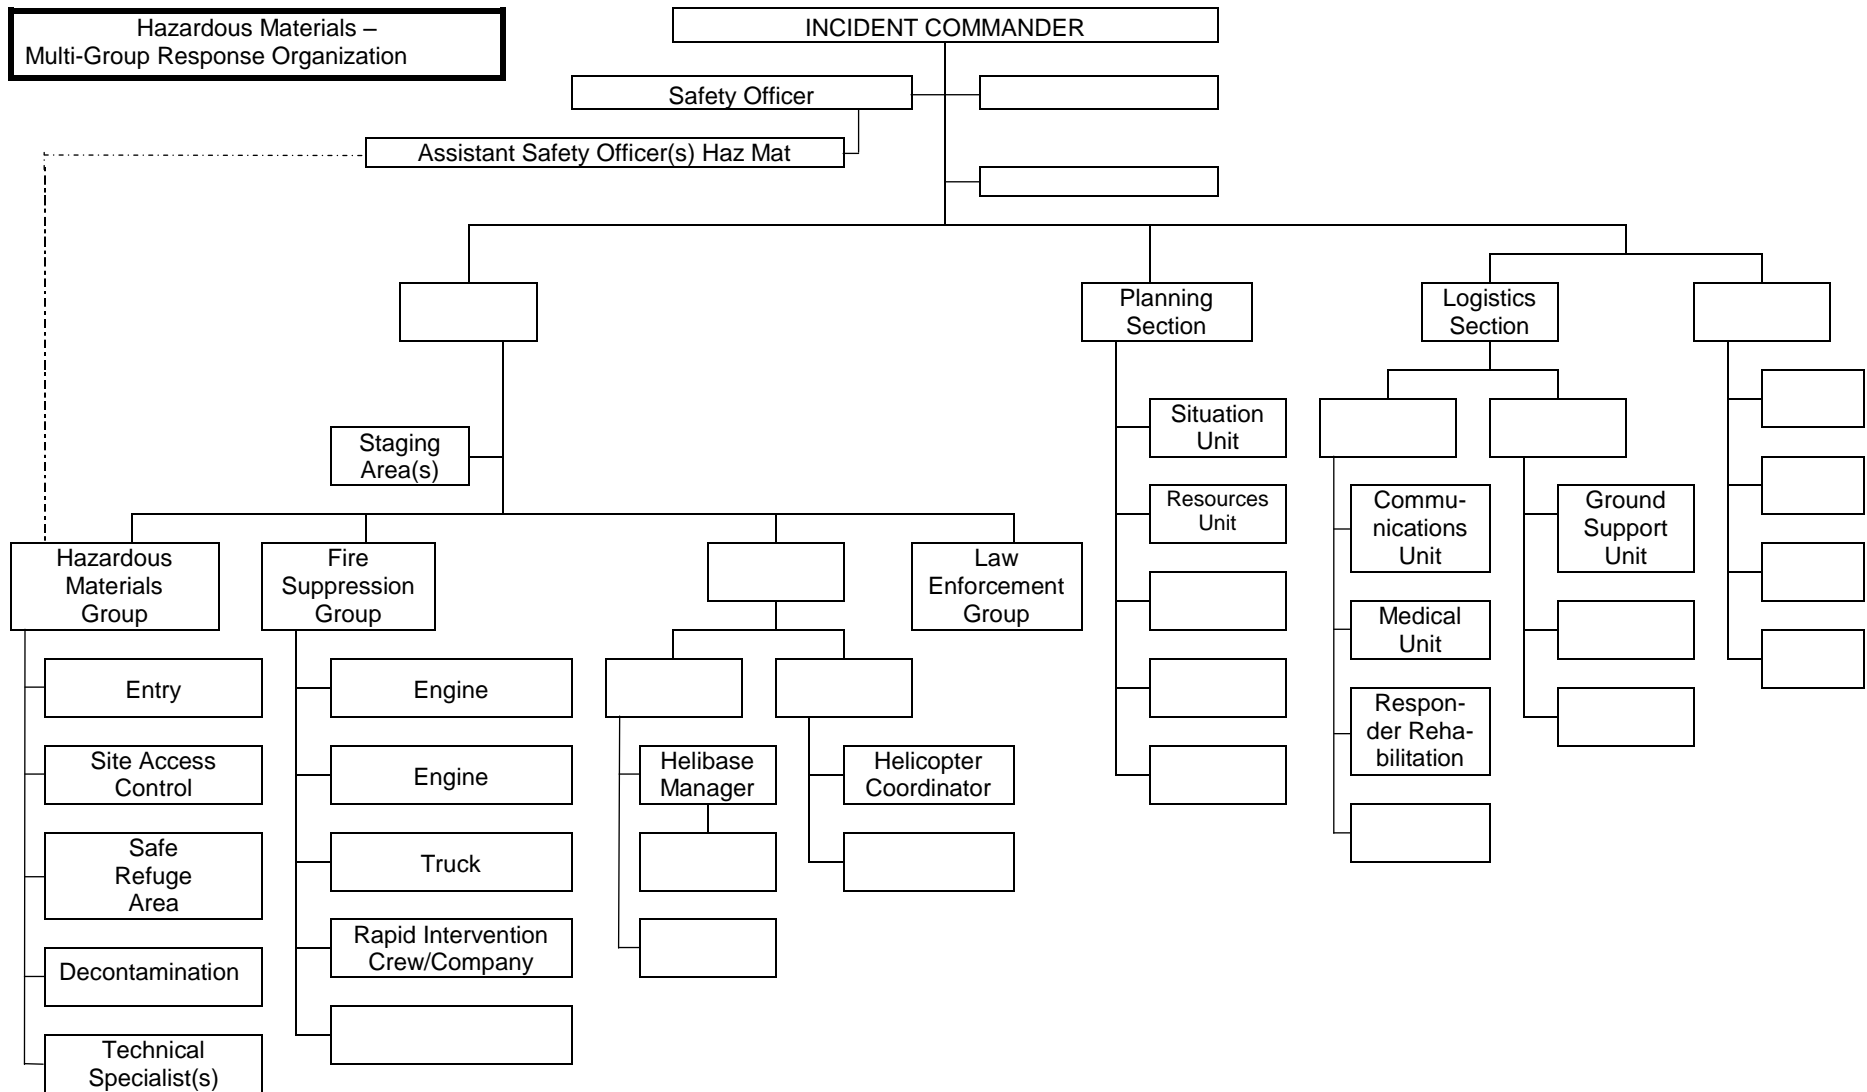 Hazardous Materials –
Multi-Group Response Organization
INCIDENT COMMANDER
Safety Officer
Assistant Safety Officer(s) Haz Mat
Planning
Section
Logistics
Section
Staging
Area(s)
Situation
Unit
Resources
Unit
Commu-
nications
Unit
Ground
Support
Unit
Hazardous
Materials
Group
Fire
Suppression
Group
Law
Enforcement
Group
Medical
Unit
Entry
Engine
Respon-
der Reha-
bilitation
Site Access
Control
Engine
Helibase
Manager
Helicopter
Coordinator
Safe
Refuge
Area
Truck
Decontamination
Rapid Intervention
Crew/Company
Technical
Specialist(s)